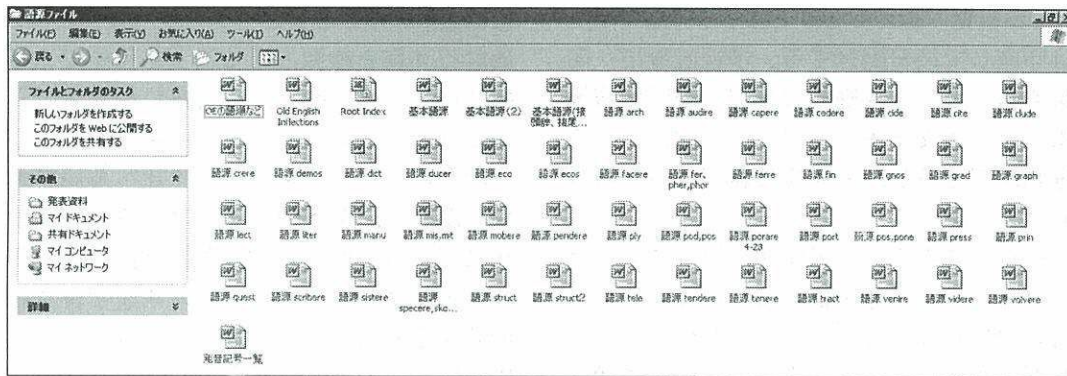 語源ファイル
ファイル(F) 編集(E) 表示(V) お気に入り(A) ツール(T) ヘルプ(H)
戻る 検索 フォルダ
ファイルとフォルダのタスク
新しいフォルダを作成する
このフォルダを Web に公開する
このフォルダを共有する
その他
発表資料
マイ ドキュメント
共有ドキュメント
マイ コンピュータ
マイ ネットワーク
詳細
OEの語順など
Old English Inflections
Root Index
基本語源
基本語源(2)
基本語源(接頭辞、接尾...
語源 arch
語源 audire
語源 capere
語源 cedere
語源 cide
語源 cite
語源 clude
語源 crere
語源 demos
語源 dict
語源 ducer
語源 eco
語源 ecos
語源 facere
語源 fer, pher,phor
語源 ferre
語源 fin
語源 gnos
語源 grad
語源 graph
語源 lect
語源 liter
語源 manu
語源 mis,mit
語源 mobere
語源 pendere
語源 ply
語源 pod,pos
語源 porare 4-23
語源 port
語源 pos,pone
語源 press
語源 prin
語源 quest
語源 scribere
語源 sistere
語源 specere,sko...
語源 struct
語源 struct2
語源 tele
語源 tendere
語源 tenere
語源 tract
語源 venire
語源 videre
語源 volvere
発音記号一覧